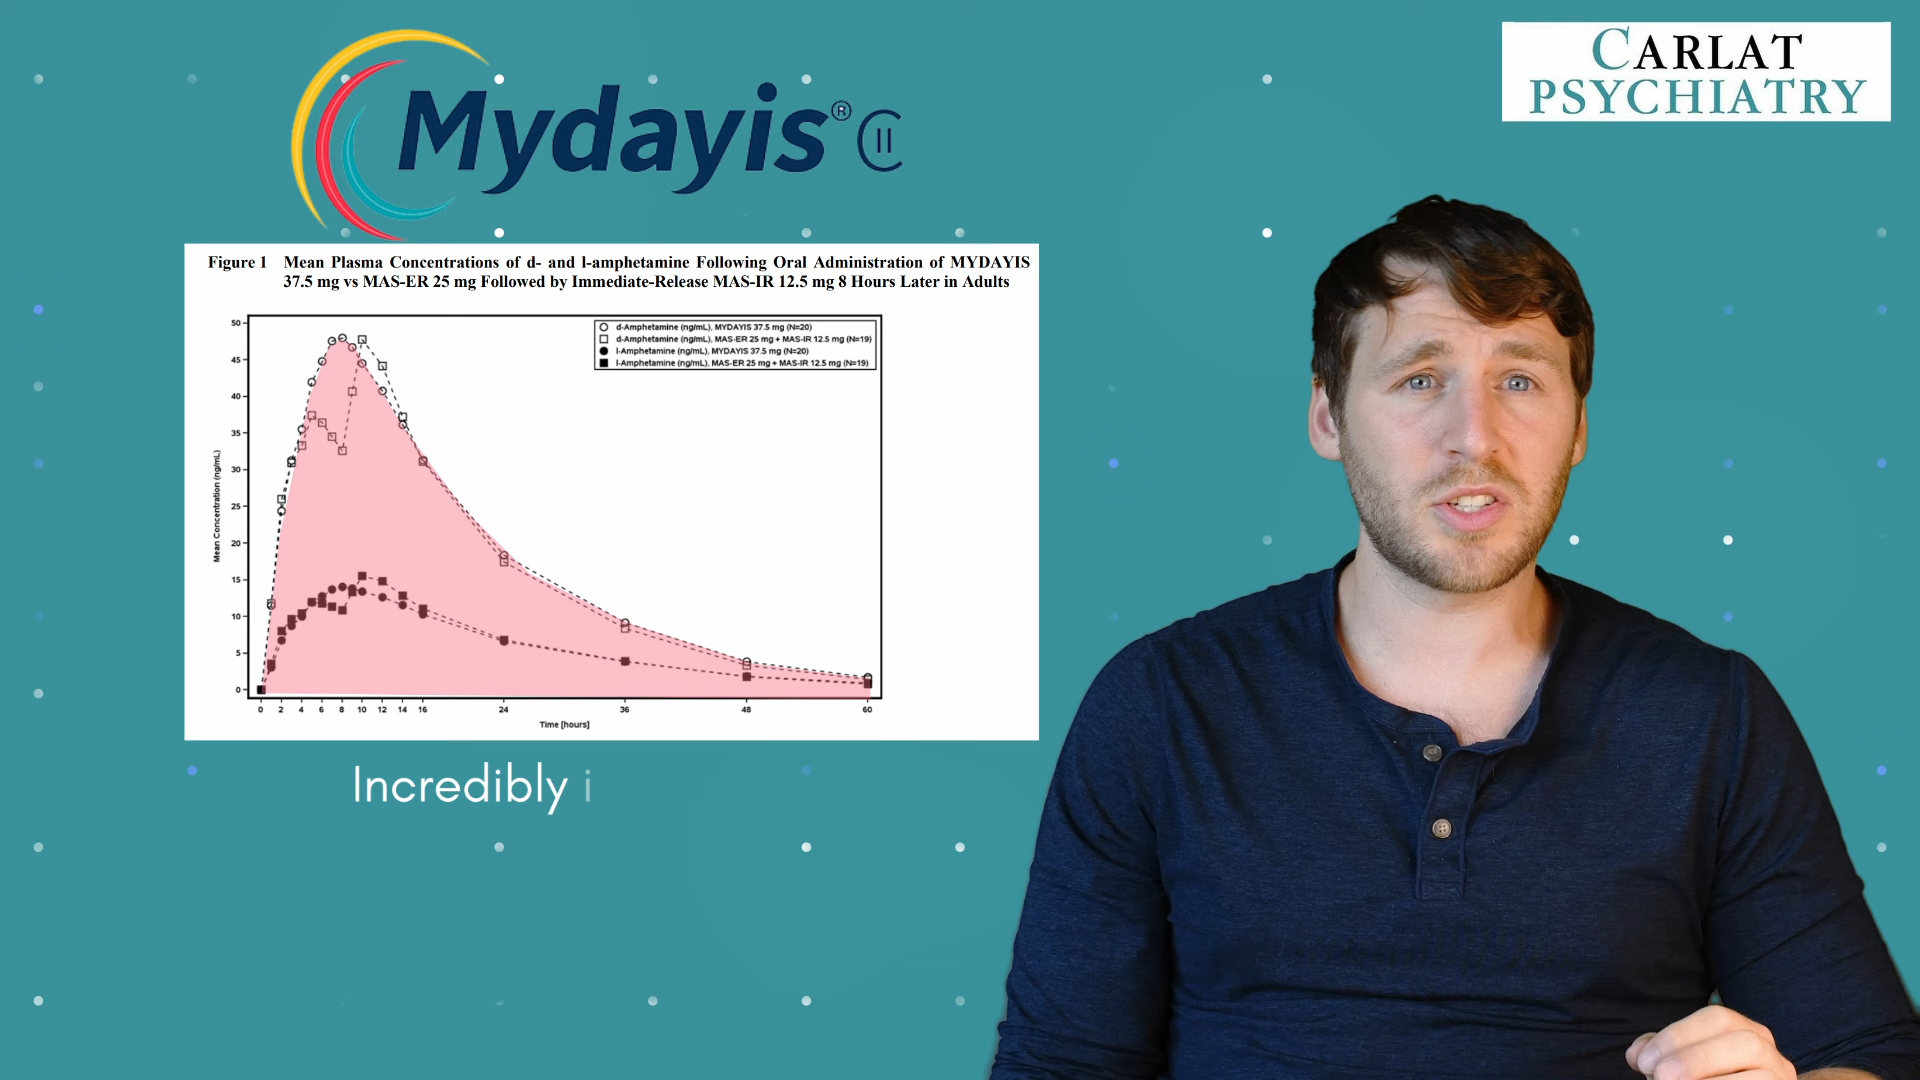 Mydayis® CII
CARLAT
PSYCHIATRY
Figure 1 Mean Plasma Concentrations of d- and l-amphetamine Following Oral Administration of MYDAYIS
37.5 mg vs MAS-ER 25 mg Followed by Immediate-Release MAS-IR 12.5 mg 8 Hours Later in Adults
d-Amphetamine (ng/mL), MYDAYIS 37.5 mg (N=20)
d-Amphetamine (ng/mL), MAS-ER 25 mg + MAS-IR 12.5 mg (N=19)
l-Amphetamine (ng/mL), MYDAYIS 37.5 mg (N=20)
l-Amphetamine (ng/mL), MAS-ER 25 mg + MAS-IR 12.5 mg (N=19)
Mean Concentration (ng/mL)
50
45
40
35
30
25
20
15
10
5
0
0 2 4 6 8 10 12 14 16 24 36 48 60
Time [hours]
Incredibly i